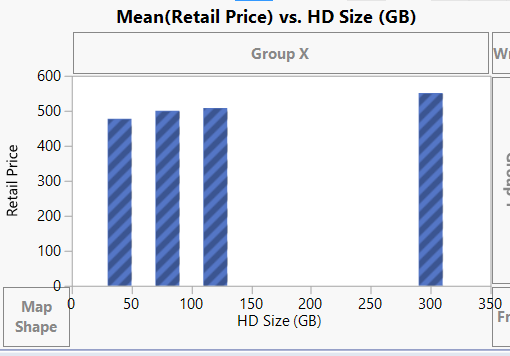 Mean(Retail Price) vs. HD Size (GB)
Group X
600
500
400
300
200
100
0
Retail Price
0 50 100 150 200 250 300 350
HD Size (GB)
Map
Shape